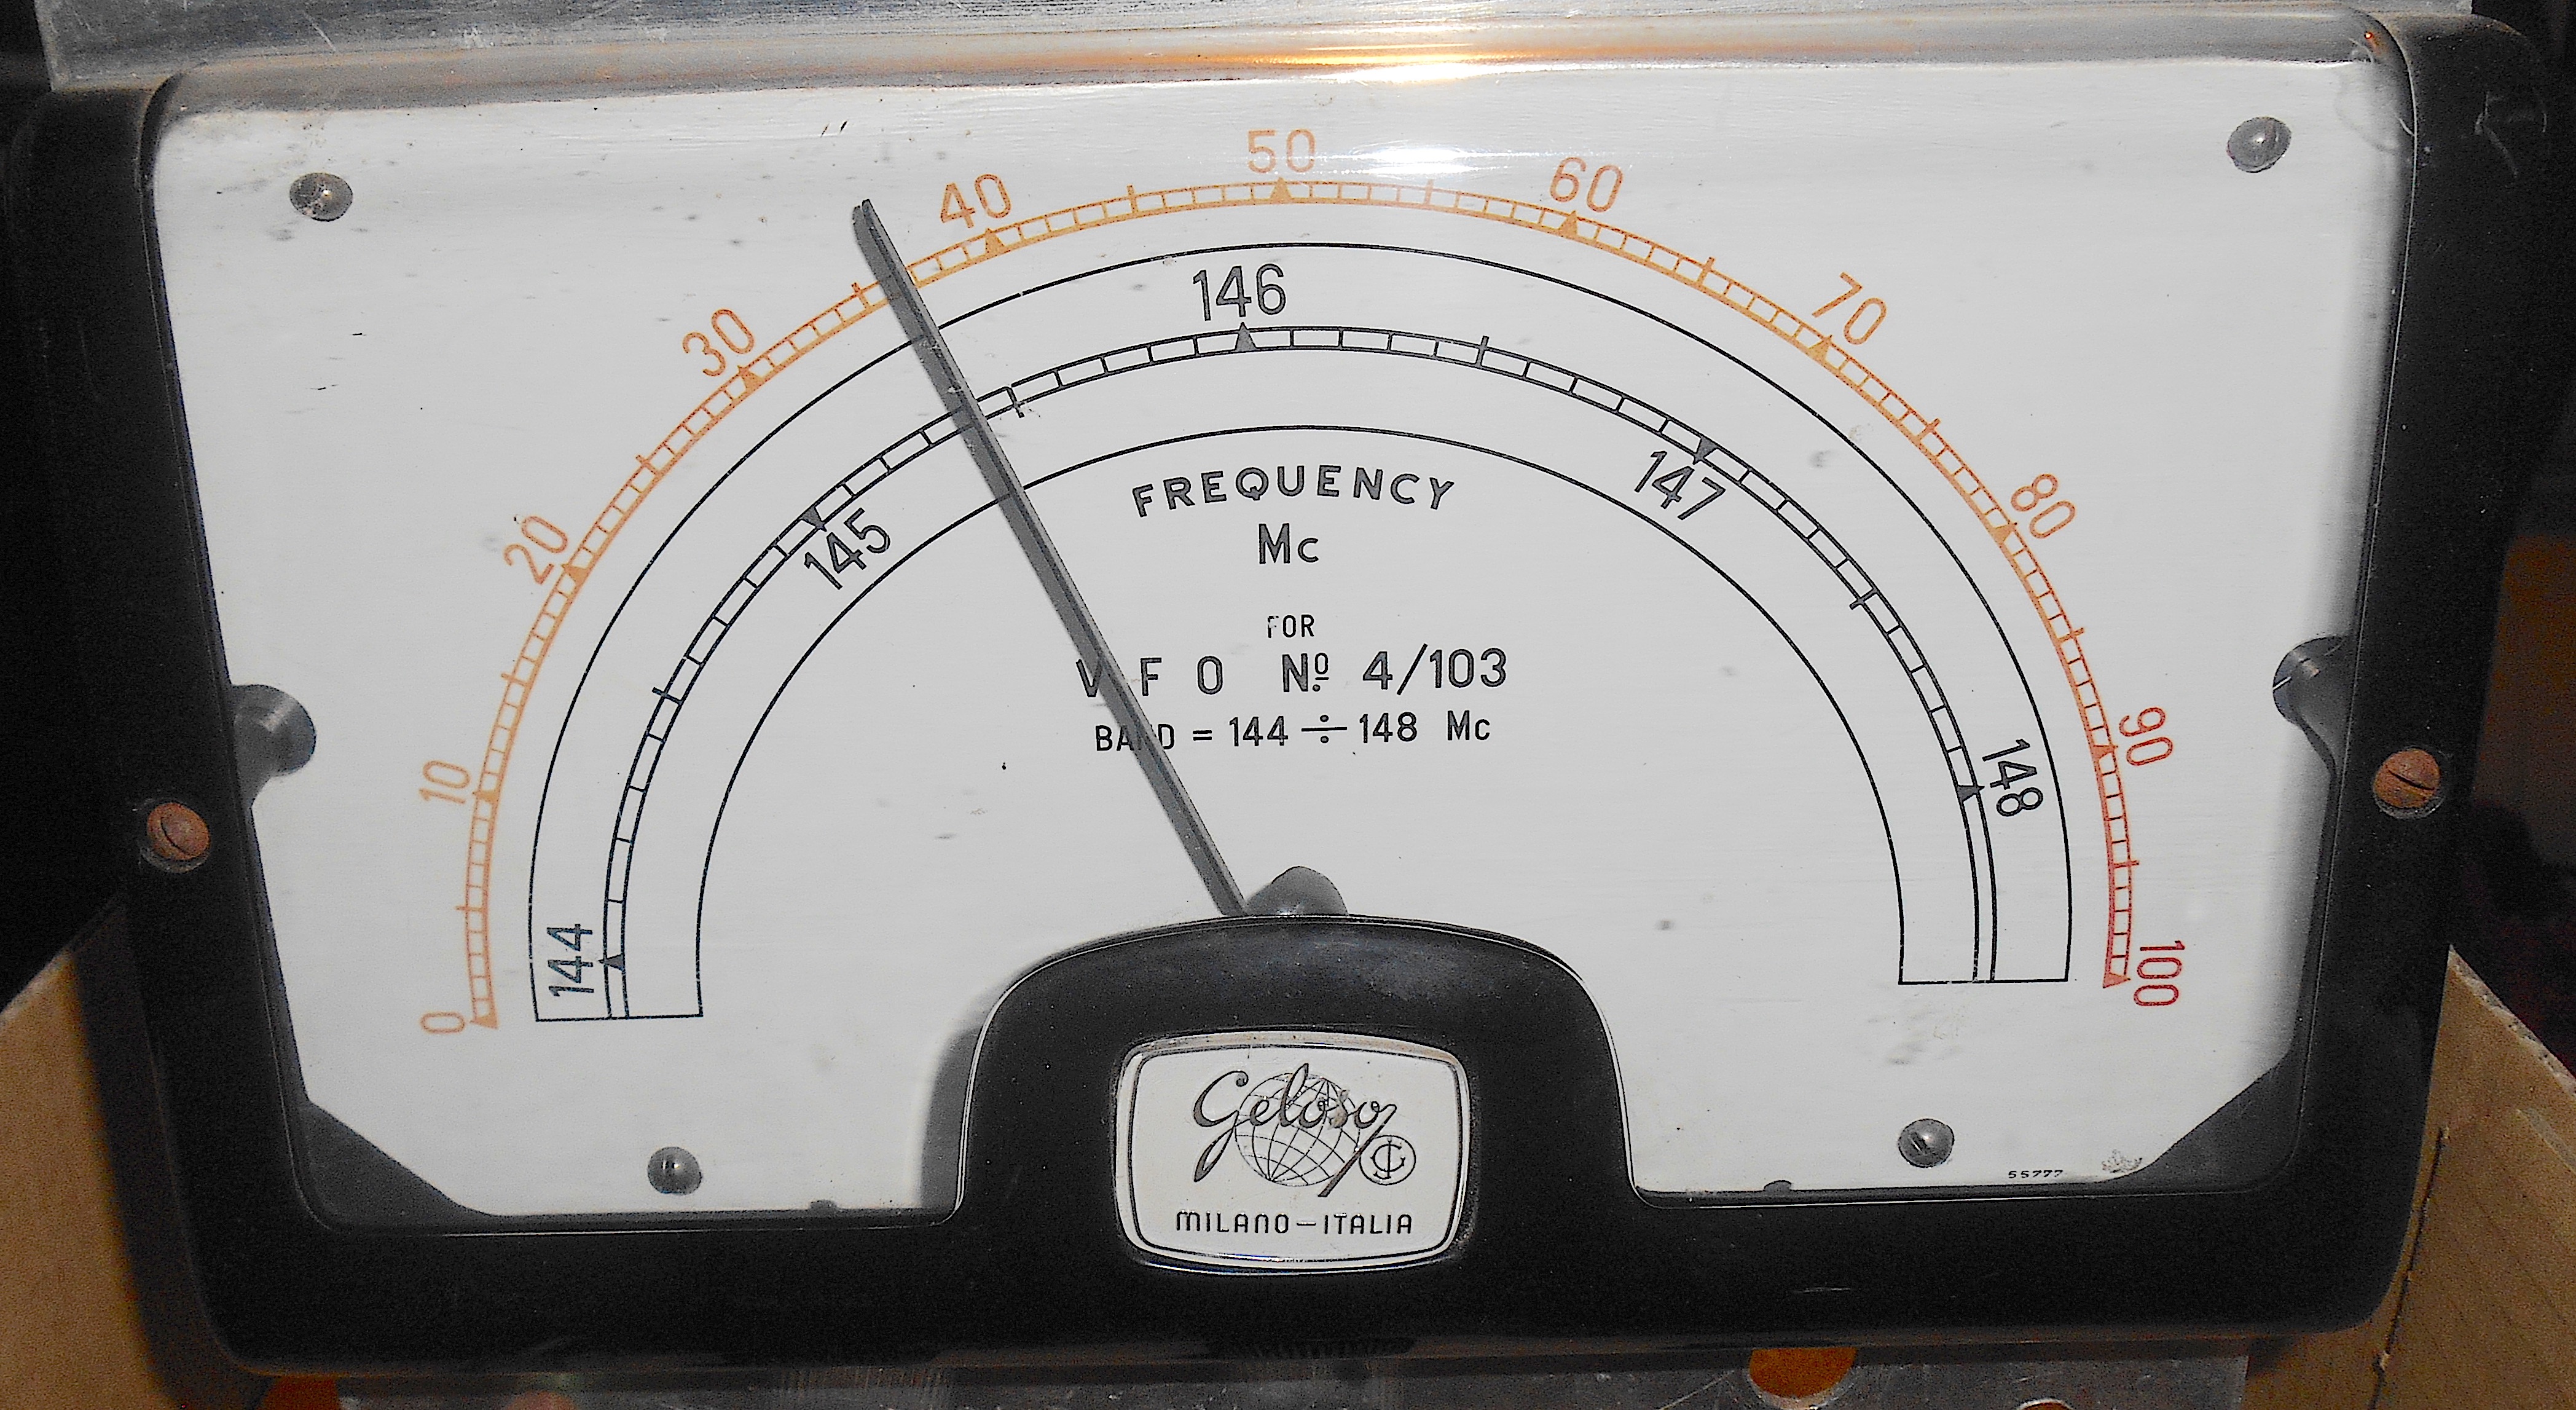 0 10 20 30 40 50 60 70 80 90 100
144 145 146 147 148
FREQUENCY
Mc
FOR
V F O Nº 4/103
BAND = 144 ÷ 148 Mc
Geloso
MILANO–ITALIA
55777